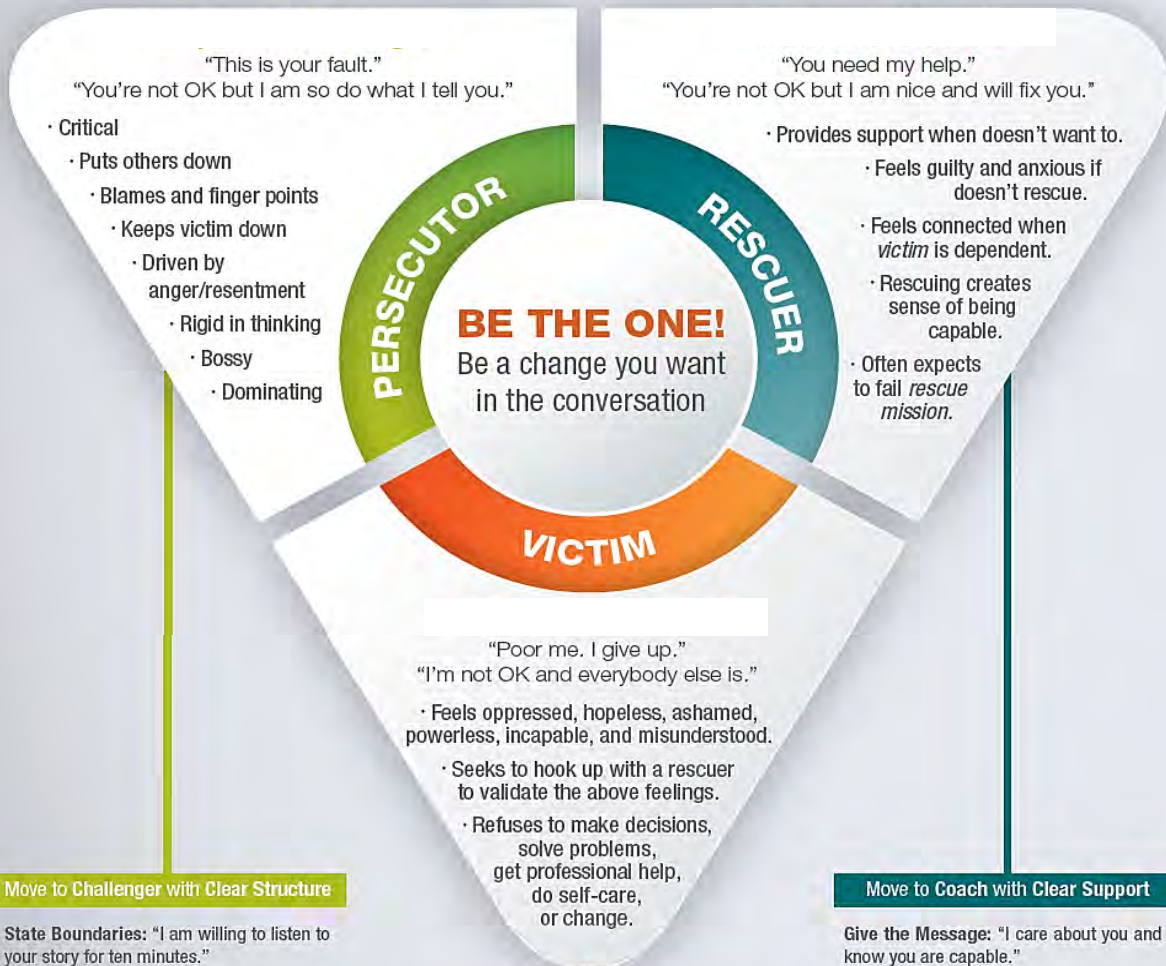 “This is your fault.”
“You’re not OK but I am so do what I tell you.”
· Critical
· Puts others down
· Blames and finger points
· Keeps victim down
· Driven by
anger/resentment
· Rigid in thinking
· Bossy
· Dominating
PERSECUTOR
“You need my help.”
“You’re not OK but I am nice and will fix you.”
· Provides support when doesn’t want to.
· Feels guilty and anxious if
doesn’t rescue.
· Feels connected when
victim is dependent.
· Rescuing creates
sense of being
capable.
· Often expects
to fail rescue
mission.
RESCUER
BE THE ONE!
Be a change you want
in the conversation
VICTIM
“Poor me. I give up.”
“I’m not OK and everybody else is.”
· Feels oppressed, hopeless, ashamed,
powerless, incapable, and misunderstood.
· Seeks to hook up with a rescuer
to validate the above feelings.
· Refuses to make decisions,
solve problems,
get professional help,
do self-care,
or change.
Move to Challenger with Clear Structure
State Boundaries: “I am willing to listen to
your story for ten minutes.”
Move to Coach with Clear Support
Give the Message: “I care about you and
know you are capable.”